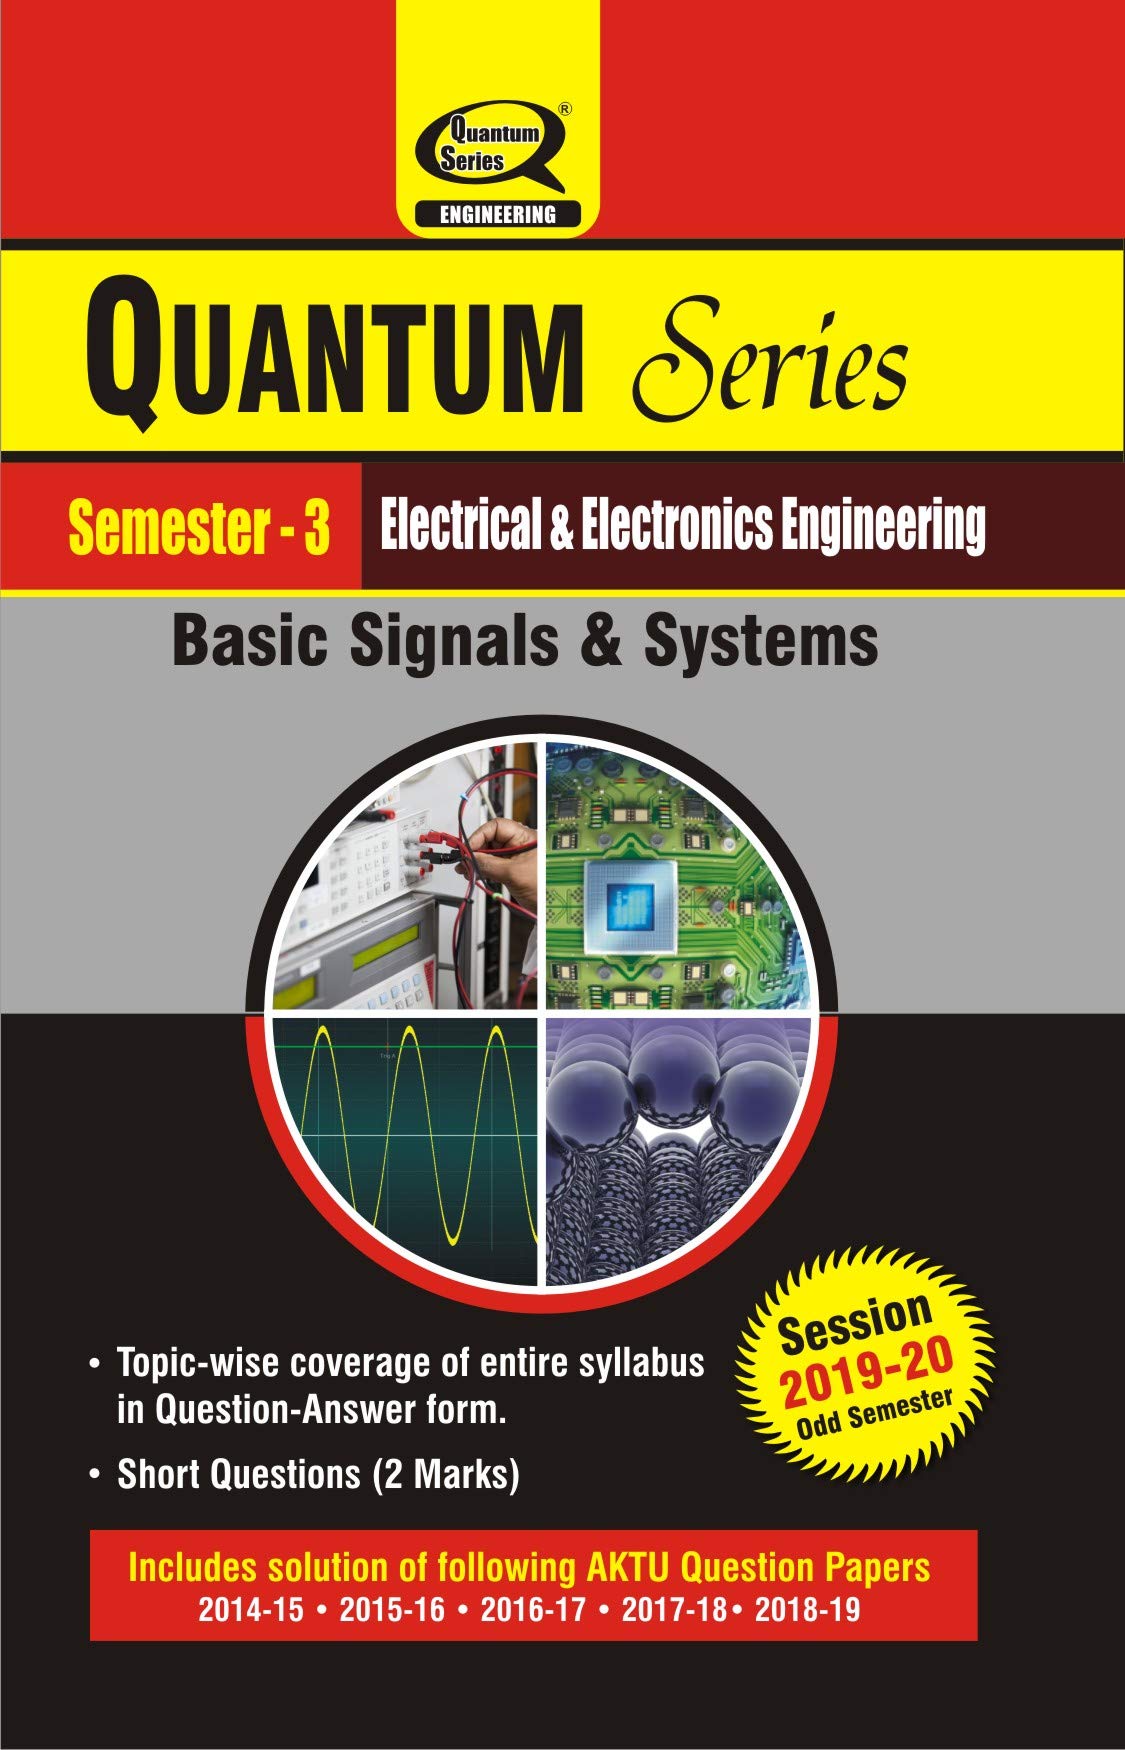 Quantum
Series
®
ENGINEERING
QUANTUM Series
Semester - 3
Electrical & Electronics Engineering
Basic Signals & Systems
Trig A
• Topic-wise coverage of entire syllabus
in Question-Answer form.
• Short Questions (2 Marks)
Session
2019-20
Odd Semester
Includes solution of following AKTU Question Papers
2014-15 • 2015-16 • 2016-17 • 2017-18 • 2018-19